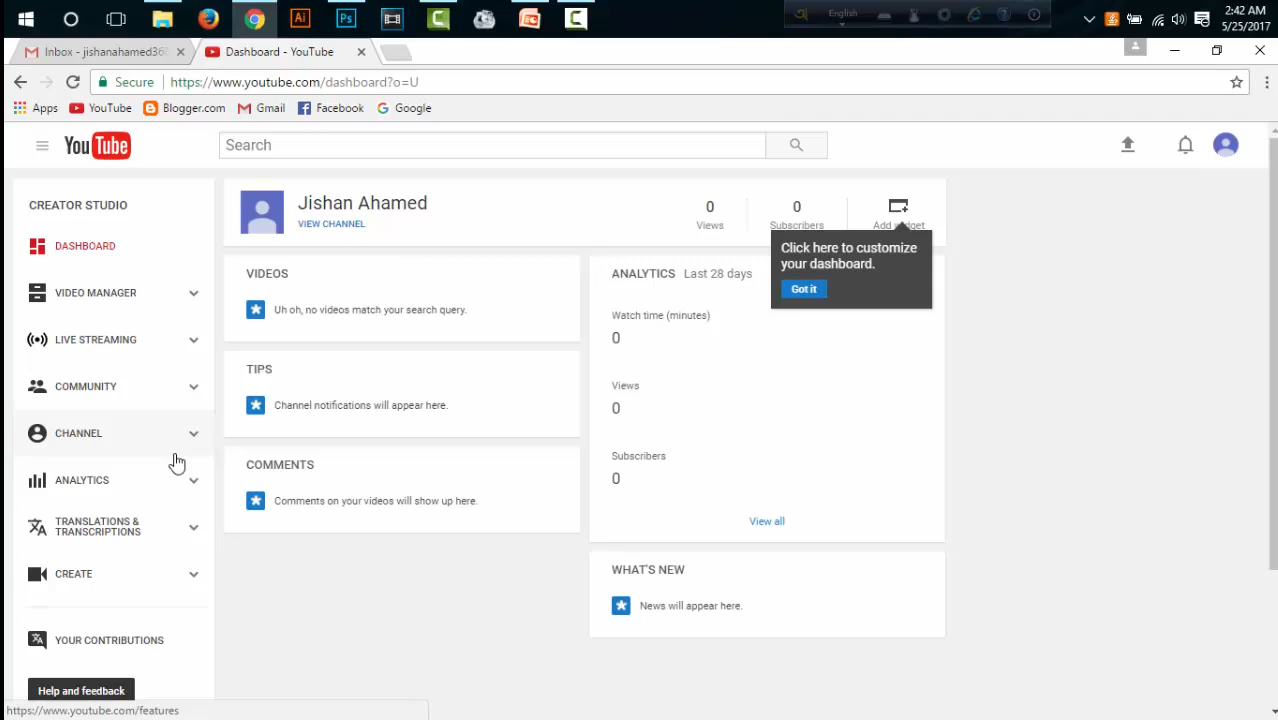 English
2:42 AM
5/25/2017
Inbox - jishanahamed36
Dashboard - YouTube
Secure
https://www.youtube.com/dashboard?o=U
Apps
YouTube
Blogger.com
Gmail
Facebook
Google
YouTube
Search
CREATOR STUDIO
DASHBOARD
VIDEO MANAGER
LIVE STREAMING
COMMUNITY
CHANNEL
ANALYTICS
TRANSLATIONS &
TRANSCRIPTIONS
CREATE
YOUR CONTRIBUTIONS
Help and feedback
Jishan Ahamed
VIEW CHANNEL
0
Views
0
Subscribers
Add widget
Click here to customize
your dashboard.
Got it
VIDEOS
Uh oh, no videos match your search query.
TIPS
Channel notifications will appear here.
COMMENTS
Comments on your videos will show up here.
ANALYTICS Last 28 days
Watch time (minutes)
0
Views
0
Subscribers
0
View all
WHAT'S NEW
News will appear here.
https://www.youtube.com/features